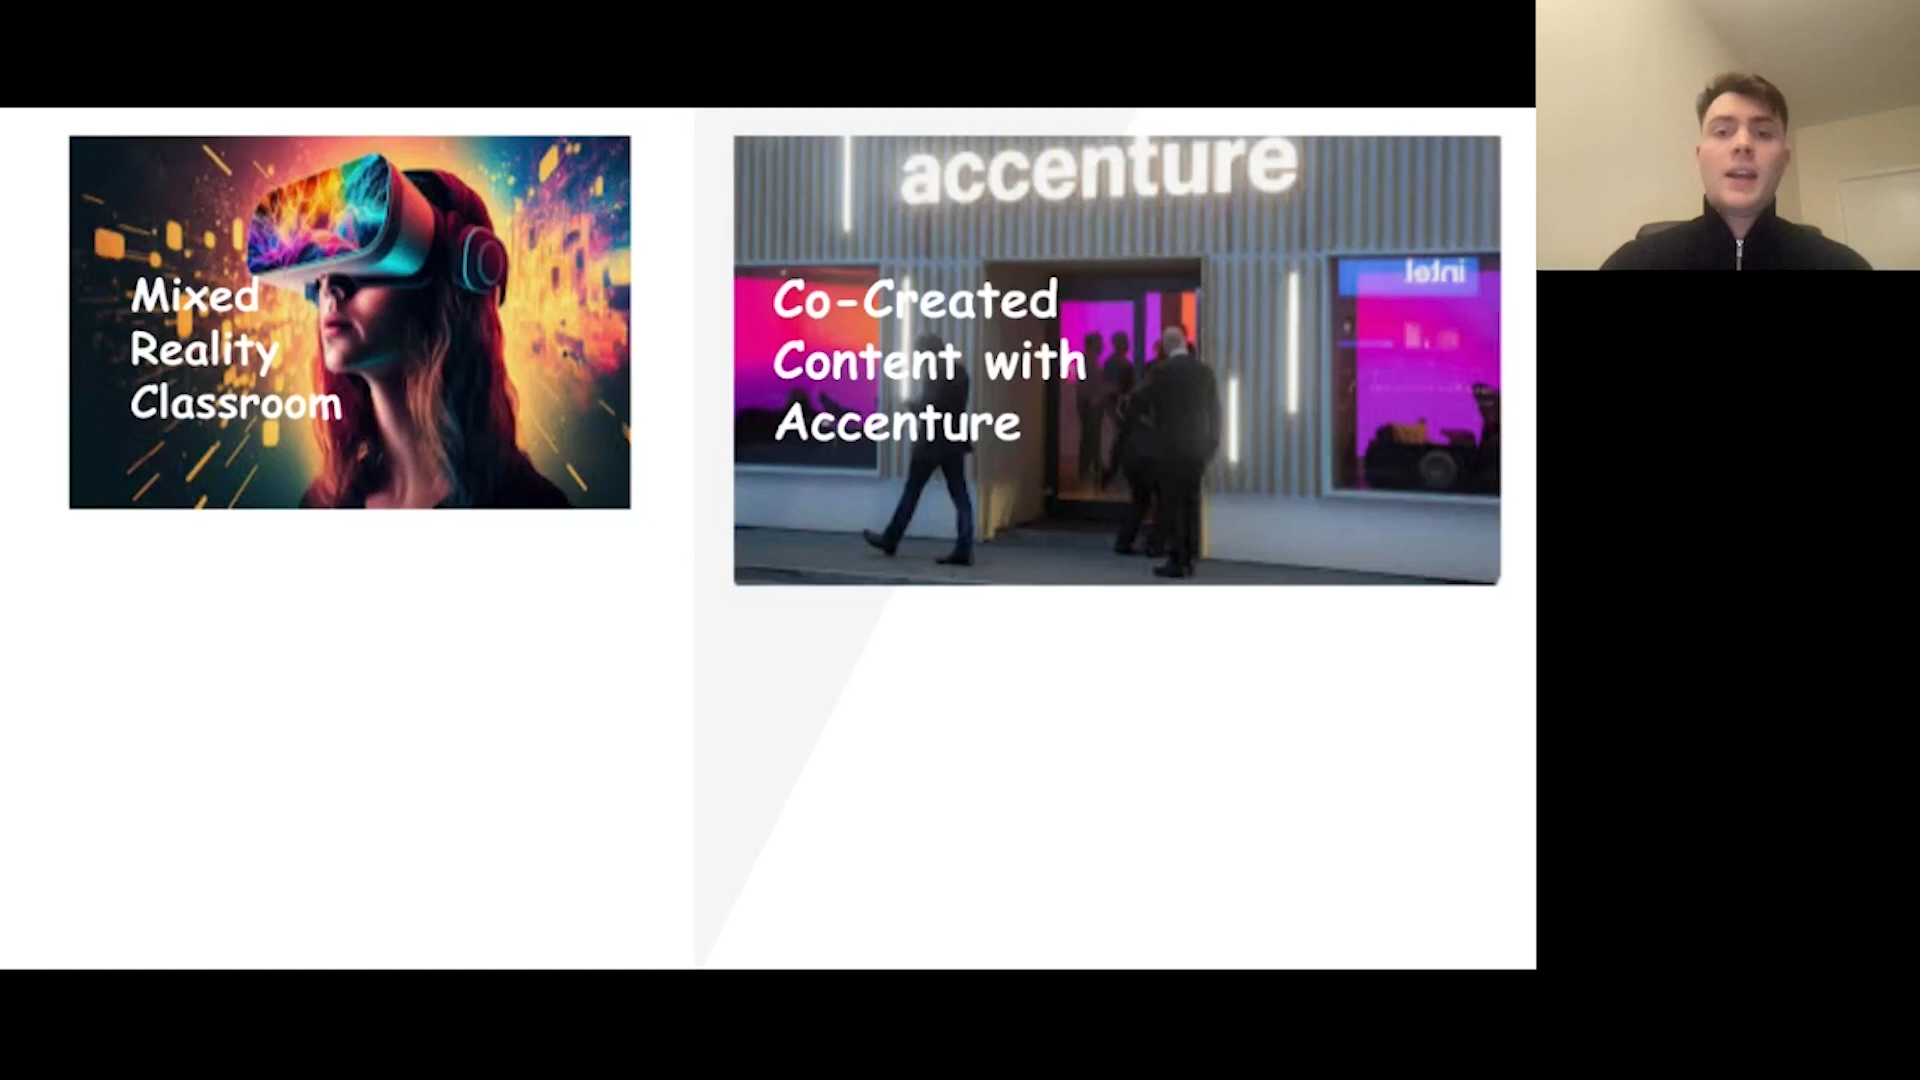 Mixed
Reality
Classroom
accenture
Co-Created
Content with
Accenture
intel